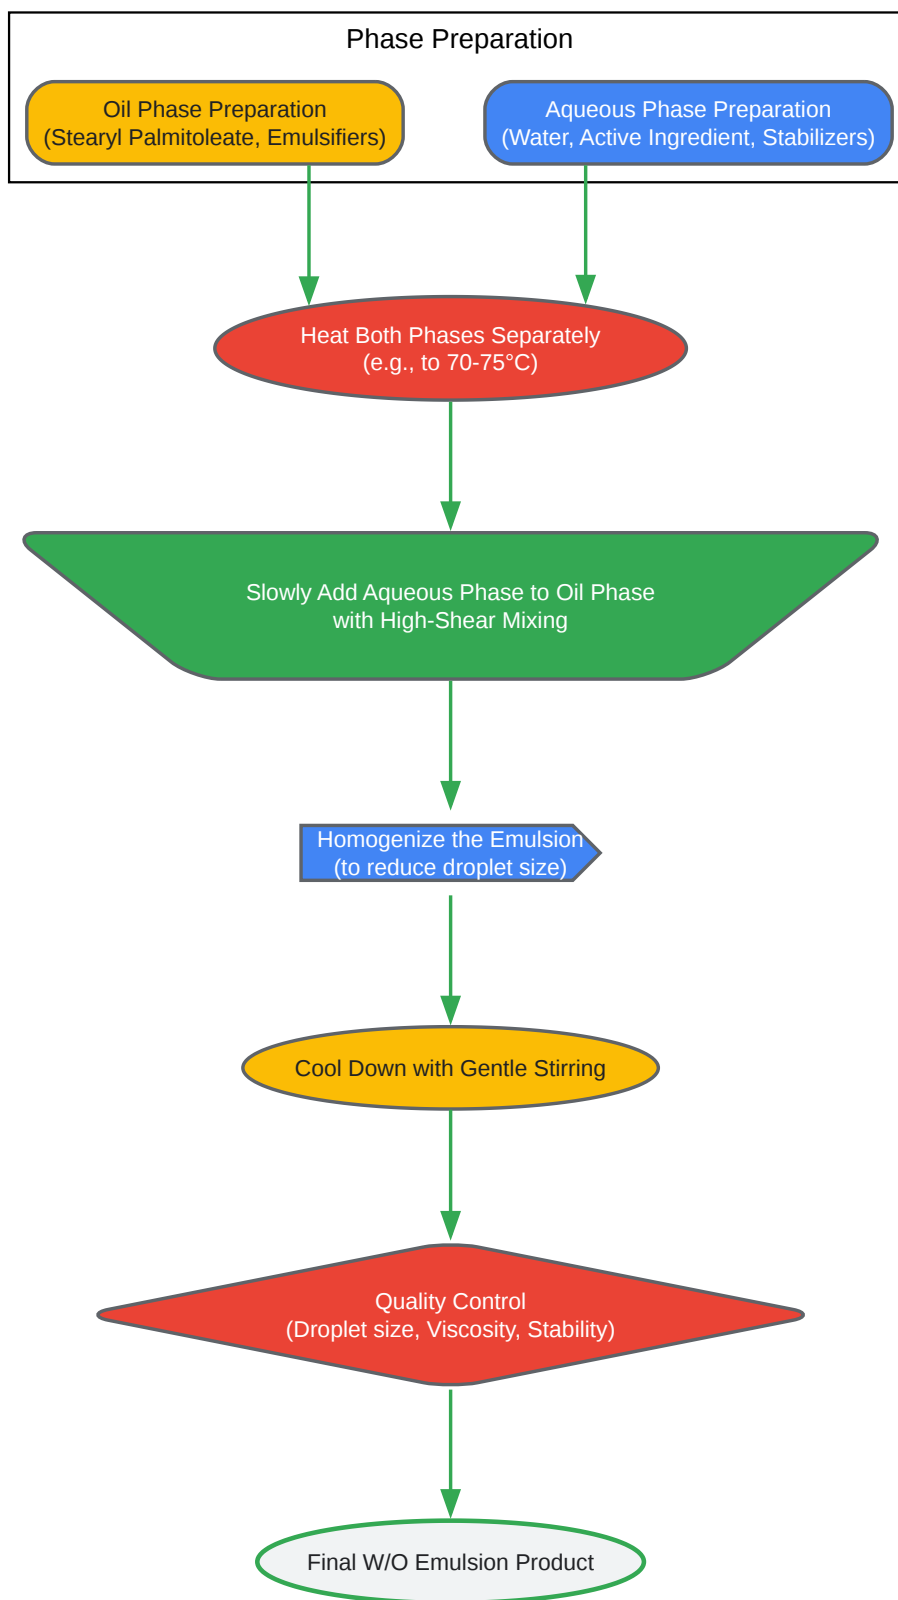 Phase Preparation
Oil Phase Preparation
(Stearyl Palmitoleate, Emulsifiers)
Aqueous Phase Preparation
(Water, Active Ingredient, Stabilizers)
Heat Both Phases Separately
(e.g., to 70-75°C)
Slowly Add Aqueous Phase to Oil Phase
with High-Shear Mixing
Homogenize the Emulsion
(to reduce droplet size)
Cool Down with Gentle Stirring
Quality Control
(Droplet size, Viscosity, Stability)
Final W/O Emulsion Product